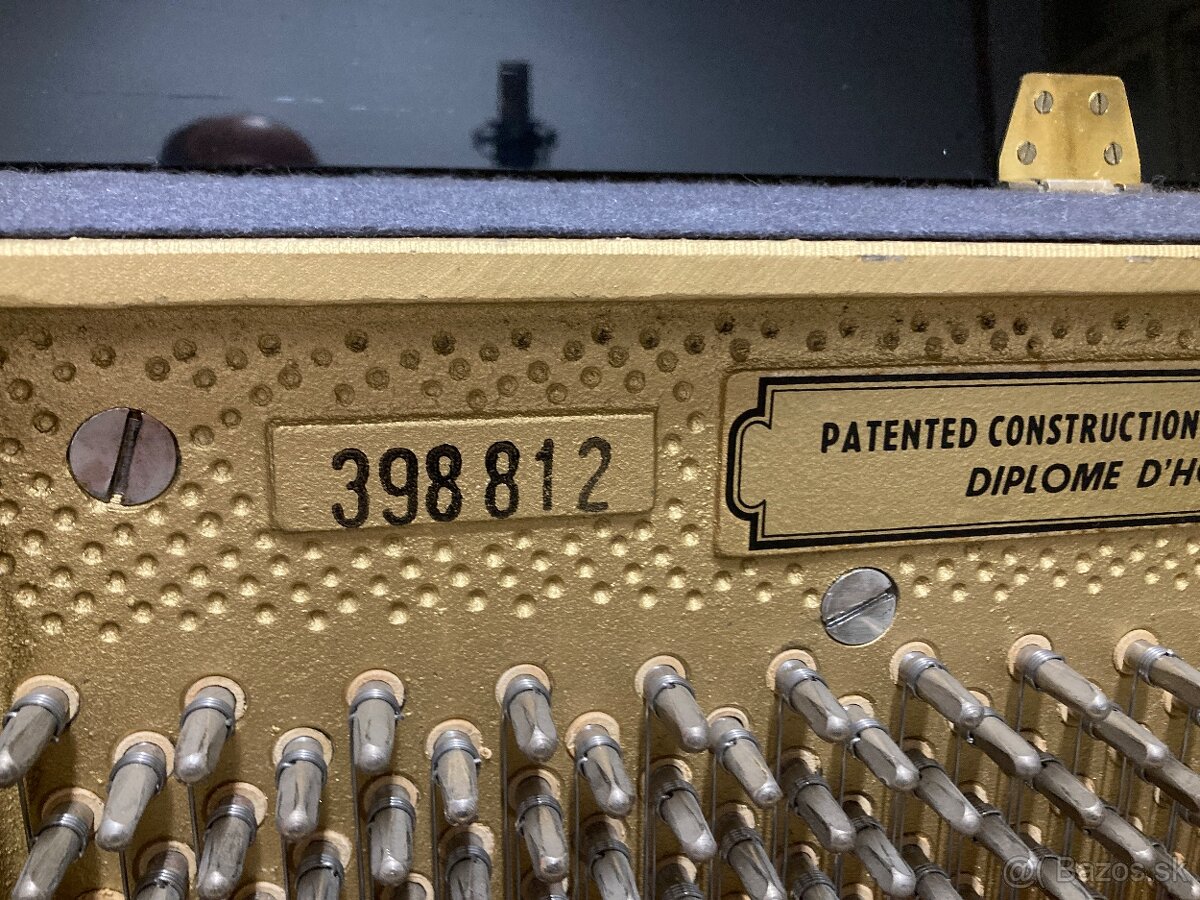 398812
PATENTED CONSTRUCTION
DIPLOME D'H
@ Bazos.sk